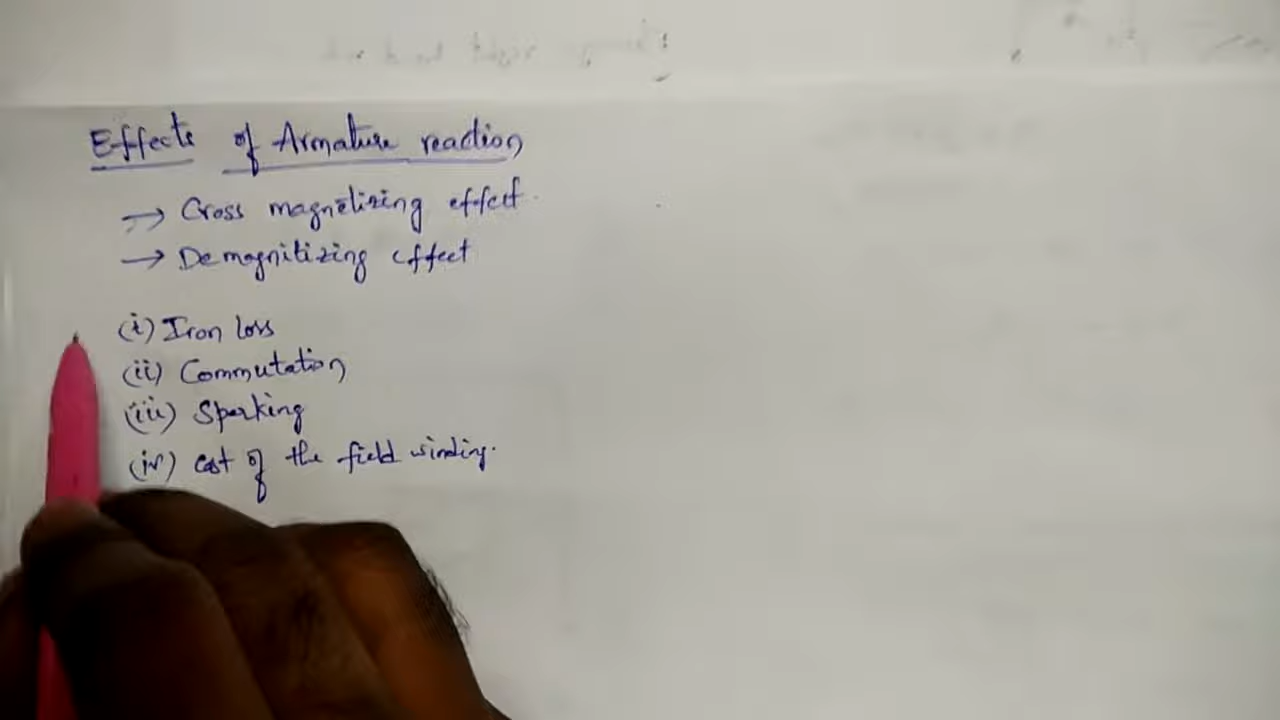 Effects of Armature reaction
→ Cross magnetizing effect.
→ Demagnitizing effect
(i) Iron loss
(ii) Commutation
(iii) Sparking
(iv) Cost of the field winding.